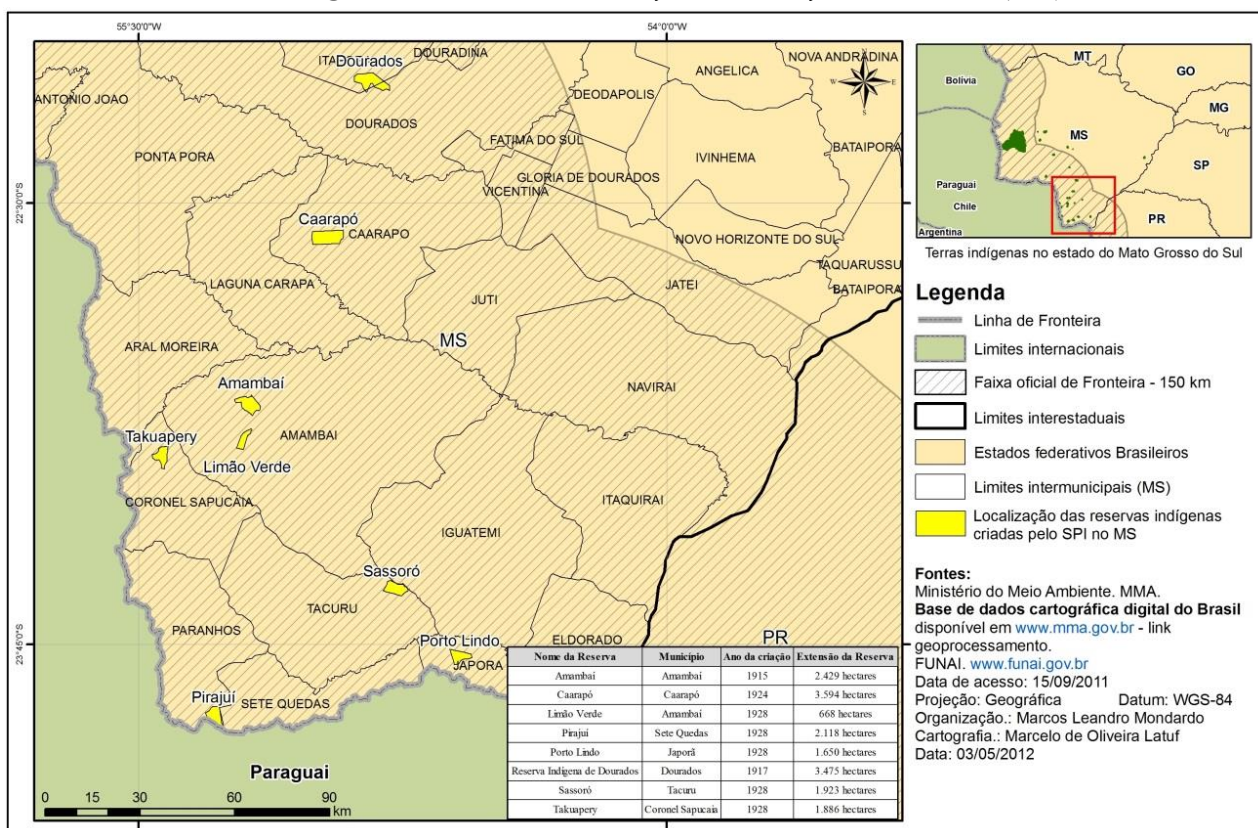 55°30'0"W
54°0'0"W
DOURADINA
Dourados
NOVA ANDRADINA
ANGELICA
ANTONIO JOAO
DEODAPOLIS
DOURADOS
FATIMA DO SUL
PONTA PORA
IVINHEMA
BATAIPORA
GLORIA DE DOURADOS
VICENTINA
22°30'0"S
Caarapó
CAARAPO
NOVO HORIZONTE DO SUL
TAQUARUSSU
LAGUNA CARAPA
JATEI
BATAIPORA
JUTI
ARAL MOREIRA
MS
NAVIRAI
Amambaí
Takuapery
AMAMBAI
Limão Verde
CORONEL SAPUCAIA
ITAQUIRAI
IGUATEMI
Sassoró
TACURU
PARANHOS
23°45'0"S
Porto Lindo
ELDORADO
PR
JAPORA
Pirajuí
SETE QUEDAS
Paraguai
0 15 30 60 90
km
Nome da Reserva Município Ano da criação Extensão da Reserva
Amambaí Amambaí 1915 2.429 hectares
Caarapó Caarapó 1924 3.594 hectares
Limão Verde Amambaí 1928 668 hectares
Pirajuí Sete Quedas 1928 2.118 hectares
Porto Lindo Japorã 1928 1.650 hectares
Reserva Indígena de Dourados Dourados 1917 3.475 hectares
Sassoró Tacuru 1928 1.923 hectares
Takuapery Coronel Sapucaia 1928 1.886 hectares
W E
S
MT
Bolívia
GO
MG
MS
SP
Paraguai
Chile
PR
Argentina
Terras indígenas no estado do Mato Grosso do Sul
Legenda
Linha de Fronteira
Limites internacionais
Faixa oficial de Fronteira - 150 km
Limites interestaduais
Estados federativos Brasileiros
Limites intermunicipais (MS)
Localização das reservas indígenas
criadas pelo SPI no MS
Fontes:
Ministério do Meio Ambiente. MMA.
Base de dados cartográfica digital do Brasil
disponível em www.mma.gov.br - link
geoprocessamento.
FUNAI. www.funai.gov.br
Data de acesso: 15/09/2011
Projeção: Geográfica Datum: WGS-84
Organização.: Marcos Leandro Mondardo
Cartografia.: Marcelo de Oliveira Latuf
Data: 03/05/2012